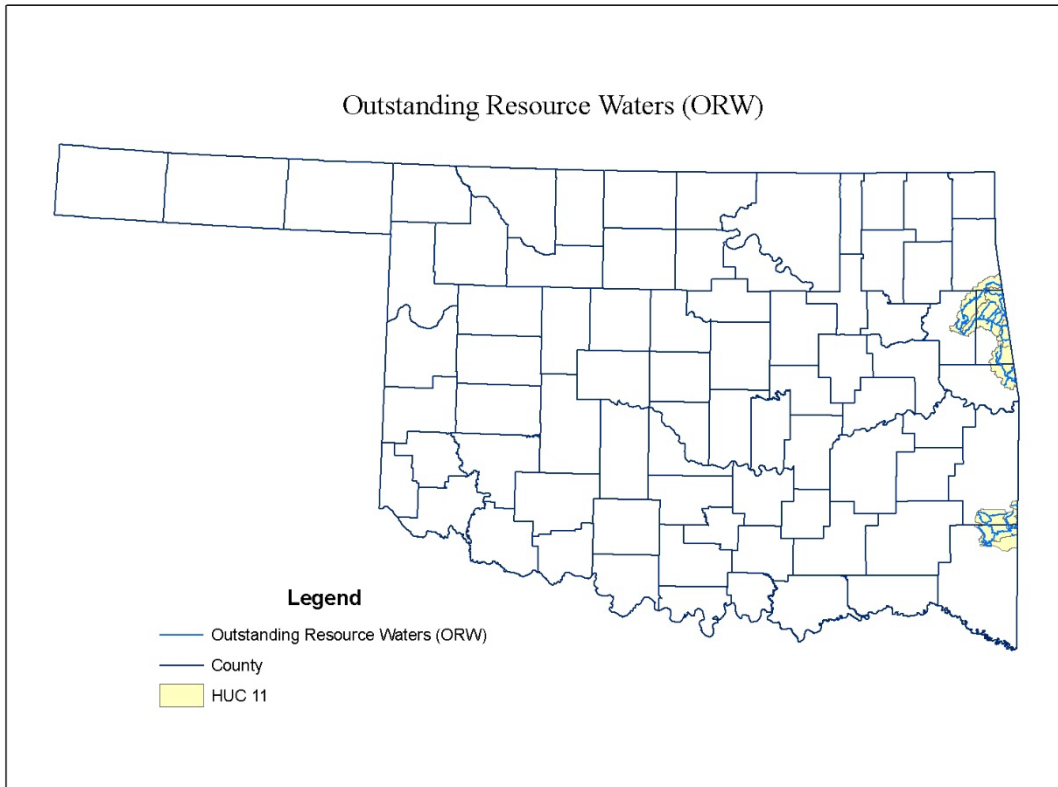 Outstanding Resource Waters (ORW)
Legend
Outstanding Resource Waters (ORW)
County
HUC 11